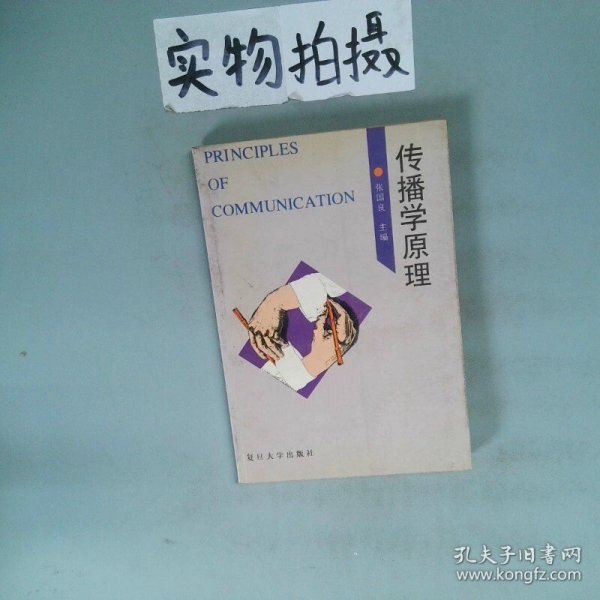 实物拍摄
PRINCIPLES
OF
COMMUNICATION
传播学原理
张国良 主编
复旦大学出版社
孔夫子旧书网
www.kongfz.com